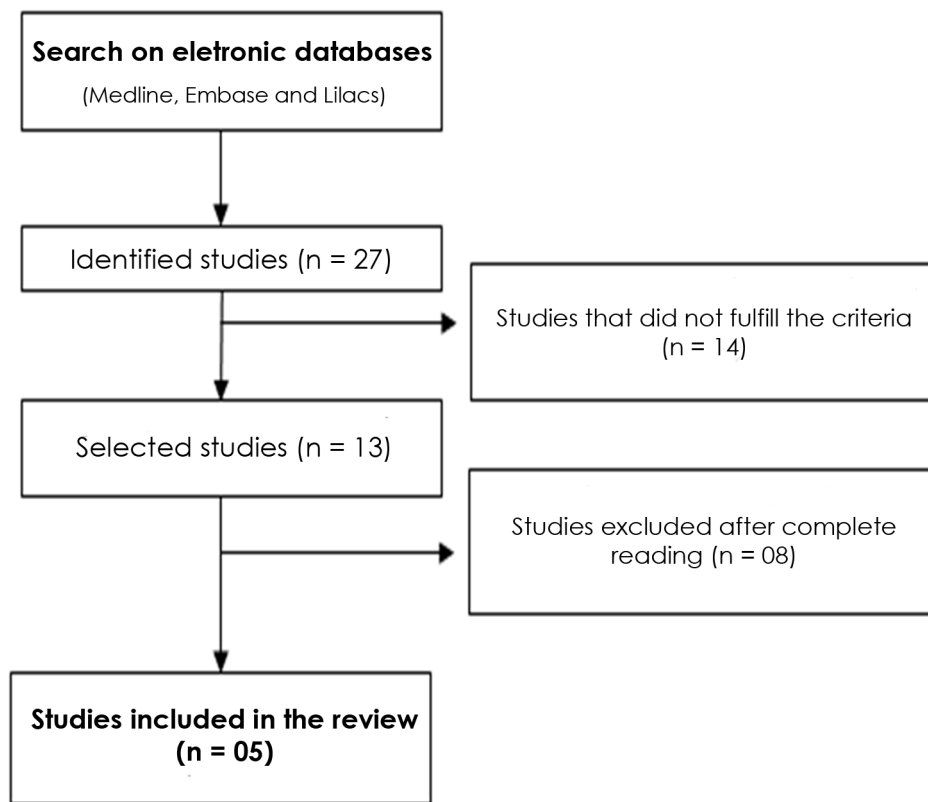 Search on eletronic databases
(Medline, Embase and Lilacs)
Identified studies (n = 27)
Studies that did not fulfill the criteria
(n = 14)
Selected studies (n = 13)
Studies excluded after complete
reading (n = 08)
Studies included in the review
(n = 05)